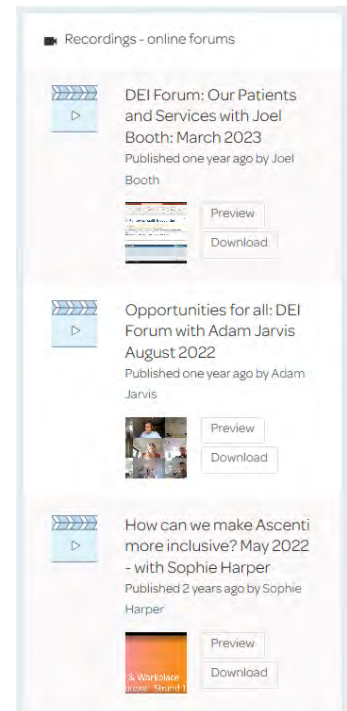 Recordings - online forums
DEI Forum: Our Patients
and Services with Joel
Booth: March 2023
Published one year ago by Joel
Booth
Preview
Download
Opportunities for all: DEI
Forum with Adam Jarvis
August 2022
Published one year ago by Adam
Jarvis
Preview
Download
How can we make Ascenti
more inclusive? May 2022
- with Sophie Harper
Published 2 years ago by Sophie
Harper
Preview
Download
& Workplace
Strand 1